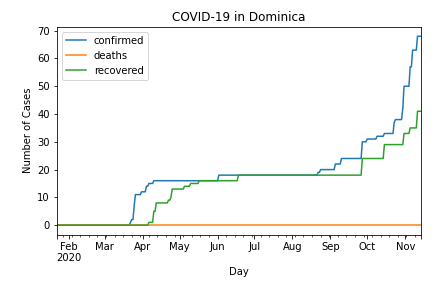 COVID-19 in Dominica
confirmed
deaths
recovered
Number of Cases
70
60
50
40
30
20
10
0
Feb Mar Apr May Jun Jul Aug Sep Oct Nov
2020
Day